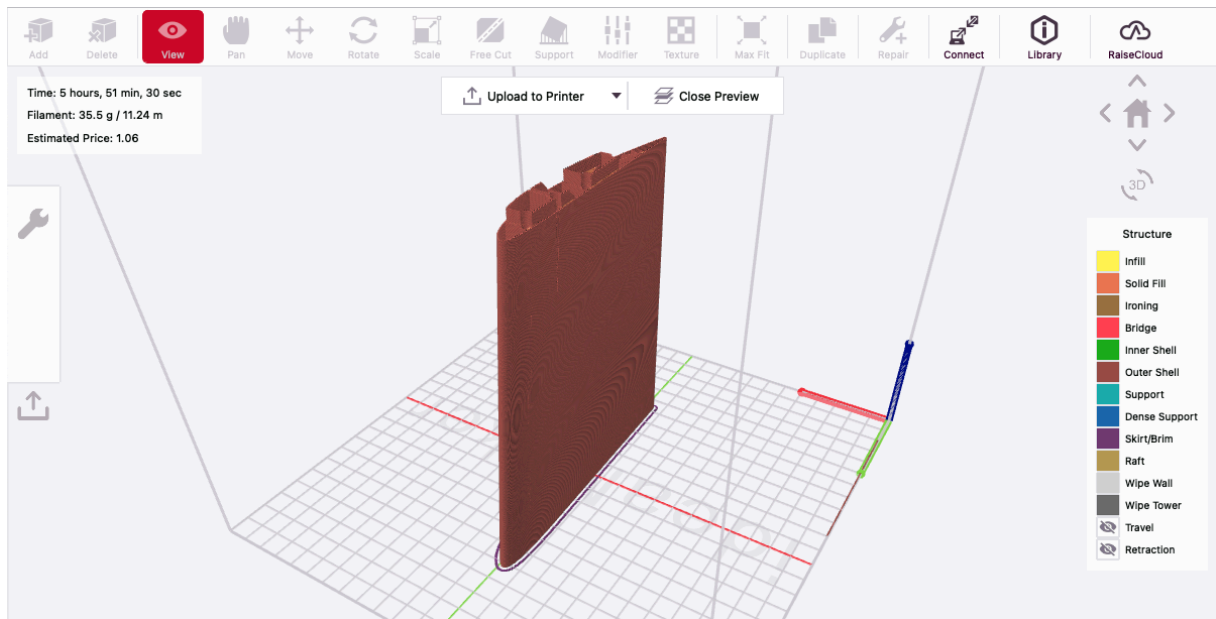 Add
Delete
View
Pan
Move
Rotate
Scale
Free Cut
Support
Modifier
Texture
Max Fit
Duplicate
Repair
Connect
Library
RaiseCloud
Time: 5 hours, 51 min, 30 sec
Filament: 35.5 g / 11.24 m
Estimated Price: 1.06
Upload to Printer
Close Preview
3D
Structure
Infill
Solid Fill
Ironing
Bridge
Inner Shell
Outer Shell
Support
Dense Support
Skirt/Brim
Raft
Wipe Wall
Wipe Tower
Travel
Retraction